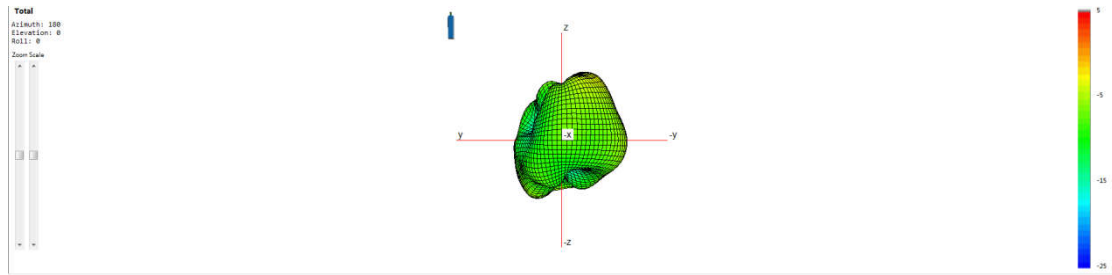 Total
Azimuth: 180
Elevation: 0
Roll: 0
Zoom Scale
z
y
-x
-y
-z
5
-5
-15
-25